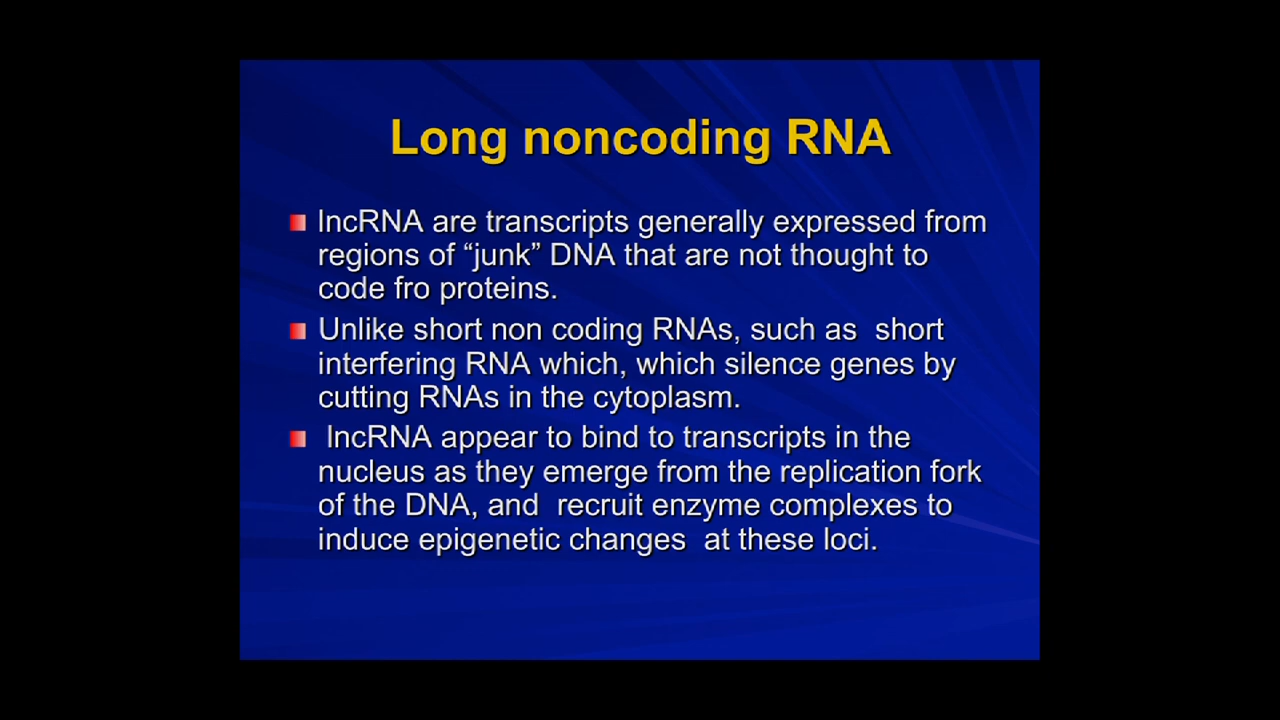 Long noncoding RNA
lncRNA are transcripts generally expressed from
regions of “junk” DNA that are not thought to
code fro proteins.
Unlike short non coding RNAs, such as  short
interfering RNA which, which silence genes by
cutting RNAs in the cytoplasm.
lncRNA appear to bind to transcripts in the
nucleus as they emerge from the replication fork
of the DNA, and  recruit enzyme complexes to
induce epigenetic changes  at these loci.